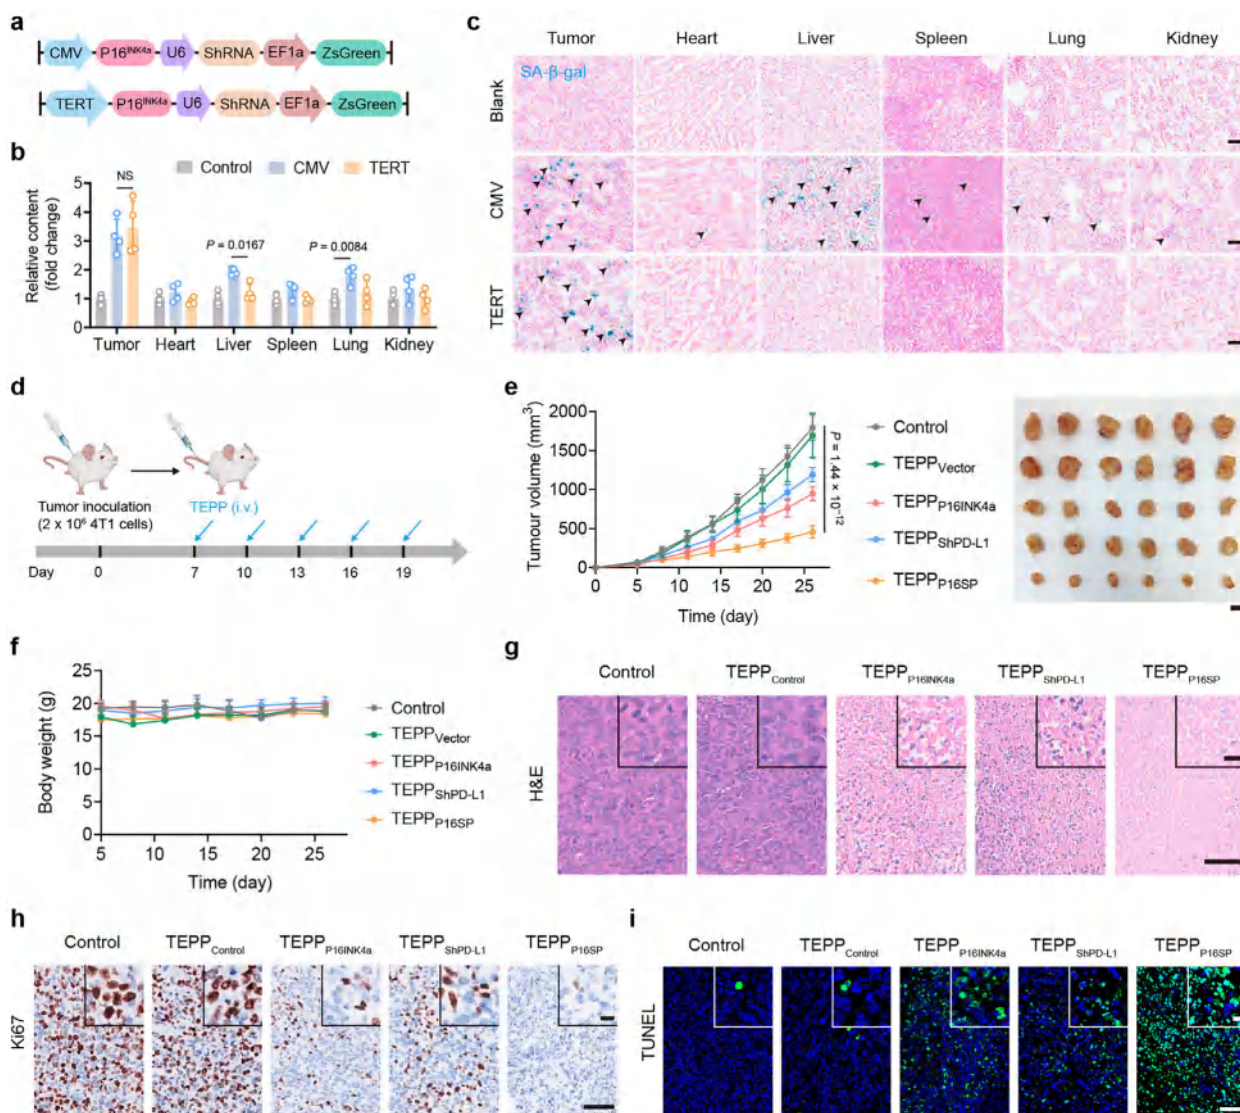 a
CMV P16INK4a U6 ShRNA EF1a ZsGreen
TERT P16INK4a U6 ShRNA EF1a ZsGreen
b
Control CMV TERT
Relative content
(fold change)
5
4
3
2
1
0
NS
P = 0.0167
P = 0.0084
Tumor Heart Liver Spleen Lung Kidney
c
Tumor Heart Liver Spleen Lung Kidney
SA-β-gal
Blank
CMV
TERT
d
Tumor inoculation
(2 x 10⁶ 4T1 cells)
TEPP (i.v.)
Day 0 7 10 13 16 19
e
Tumour volume (mm³)
2000
1500
1000
500
0
0 5 10 15 20 25
Time (day)
P = 1.44 × 10⁻¹²
Control
TEPPVector
TEPPP16INK4a
TEPPShPD-L1
TEPPP16SP
f
Body weight (g)
25
20
15
10
5
0
5 10 15 20 25
Time (day)
Control
TEPPVector
TEPPP16INK4a
TEPPShPD-L1
TEPPP16SP
g
Control TEPPControl TEPPP16INK4a TEPPShPD-L1 TEPPP16SP
H&E
h
Control TEPPControl TEPPP16INK4a TEPPShPD-L1 TEPPP16SP
Ki67
i
Control TEPPControl TEPPP16INK4a TEPPShPD-L1 TEPPP16SP
TUNEL